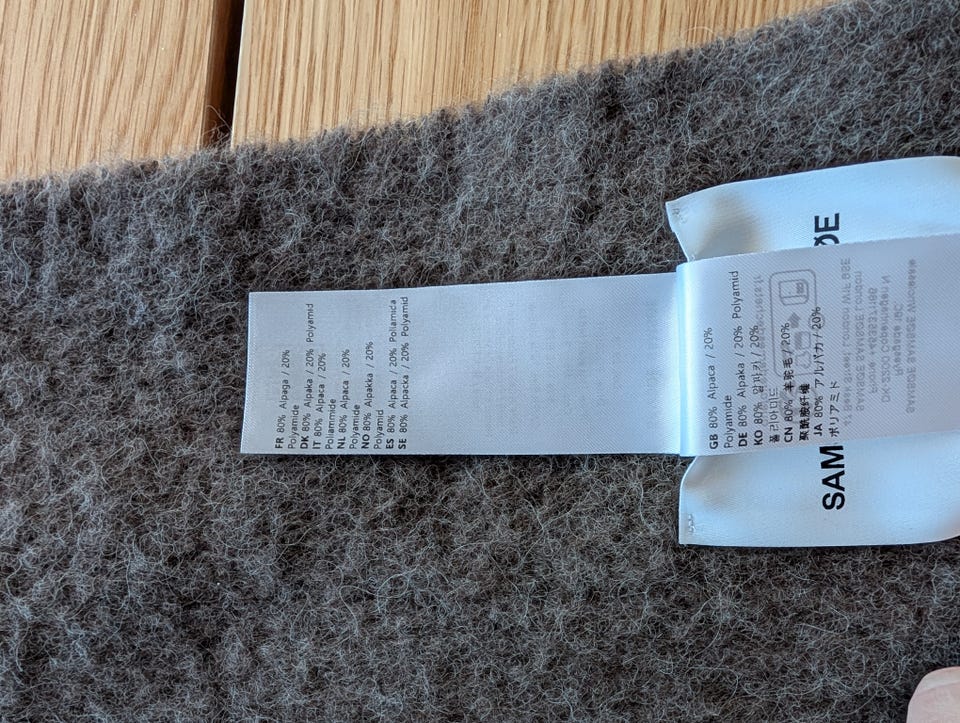 FR 80% Alpaga / 20%
Polyamide
DK 80% Alpaka / 20% Polyamid
IT 80% Alpaca / 20%
Poliammide
NL 80% Alpaca / 20%
Polyamide
NO 80% Alpakka / 20%
Polyamid
ES 80% Alpaca / 20% Poliamida
SE 80% Alpacka / 20% Polyamid
GB 80% Alpaca / 20%
Polyamide
DE 80% Alpaka / 20% Polyamid
KO 80% 알파카 / 20%
폴리아미드
CN 80% 羊驼毛 / 20%
聚酰胺纤维
JA 80% アルパカ / 20%
ポリアミド
SAM ØE